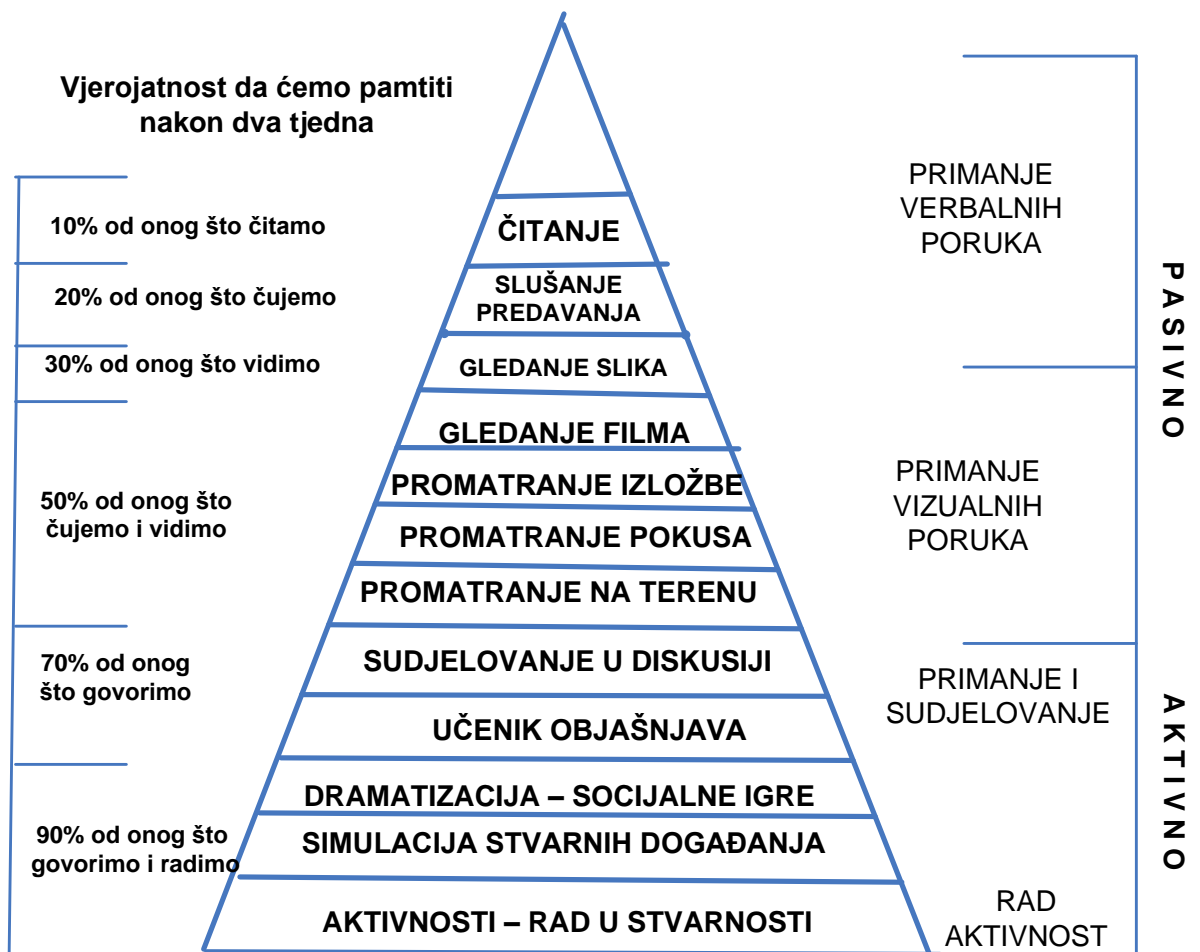 Vjerojatnost da ćemo pamtiti
nakon dva tjedna
10% od onog što čitamo
20% od onog što čujemo
30% od onog što vidimo
50% od onog što
čujemo i vidimo
70% od onog
što govorimo
90% od onog što
govorimo i radimo
ČITANJE
SLUŠANJE
PREDAVANJA
GLEDANJE SLIKA
GLEDANJE FILMA
PROMATRANJE IZLOŽBE
PROMATRANJE POKUSA
PROMATRANJE NA TERENU
SUDJELOVANJE U DISKUSIJI
UČENIK OBJAŠNJAVA
DRAMATIZACIJA – SOCIJALNE IGRE
SIMULACIJA STVARNIH DOGAĐANJA
AKTIVNOSTI – RAD U STVARNOSTI
PRIMANJE
VERBALNIH
PORUKA
PRIMANJE
VIZUALNIH
PORUKA
PRIMANJE I
SUDJELOVANJE
RAD
AKTIVNOST
PASIVNO
AKTIVNO